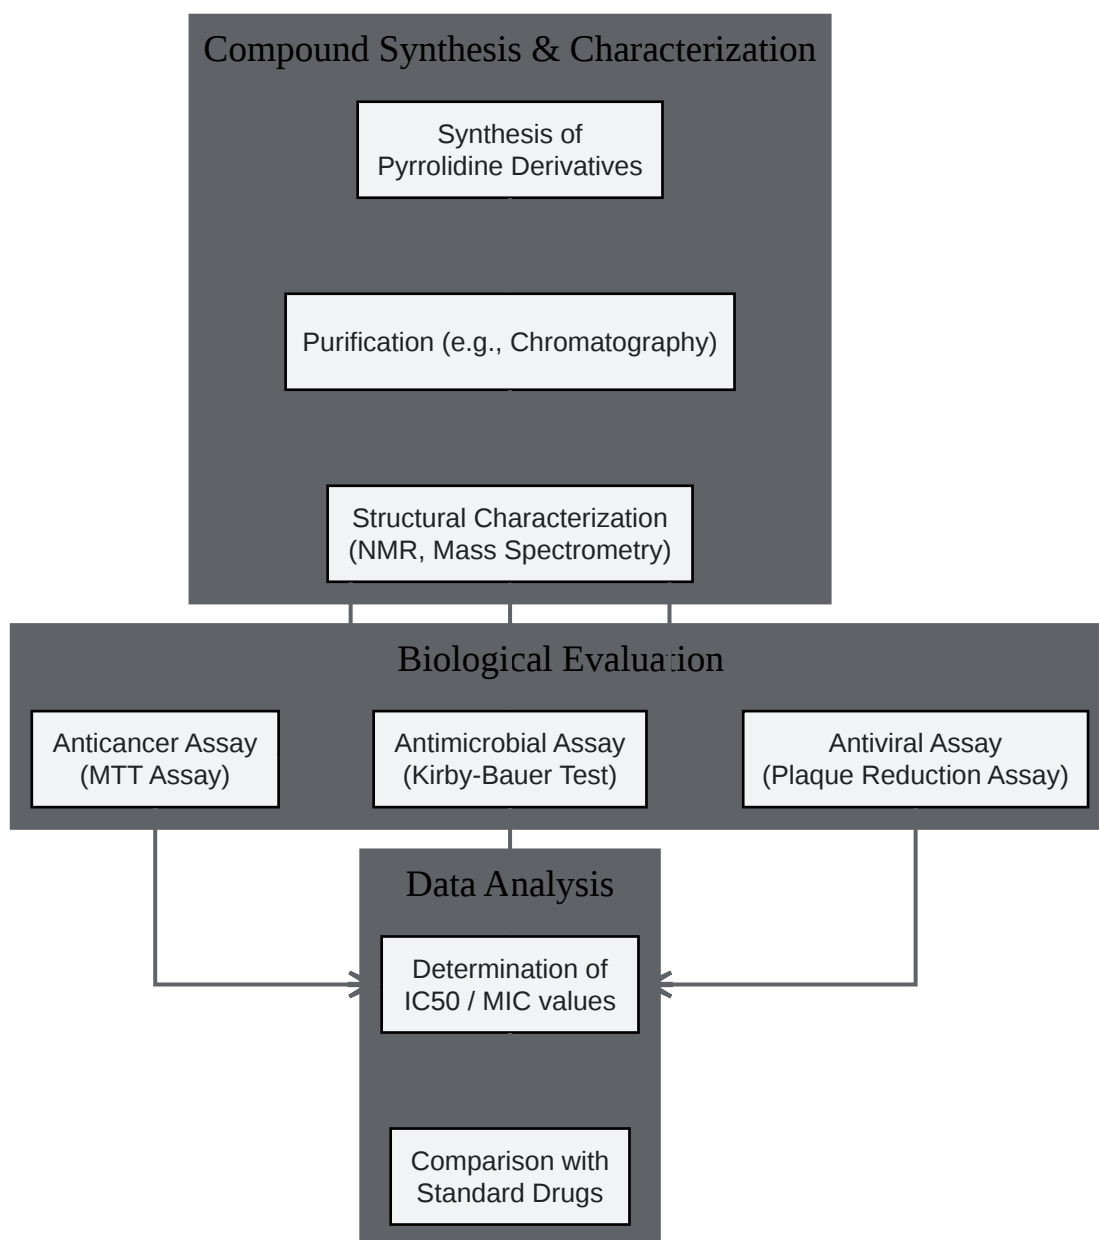 Compound Synthesis & Characterization
Synthesis of
Pyrrolidine Derivatives
Purification (e.g., Chromatography)
Structural Characterization
(NMR, Mass Spectrometry)
Biological Evaluation
Anticancer Assay
(MTT Assay)
Antimicrobial Assay
(Kirby-Bauer Test)
Antiviral Assay
(Plaque Reduction Assay)
Data Analysis
Determination of
IC50 / MIC values
Comparison with
Standard Drugs